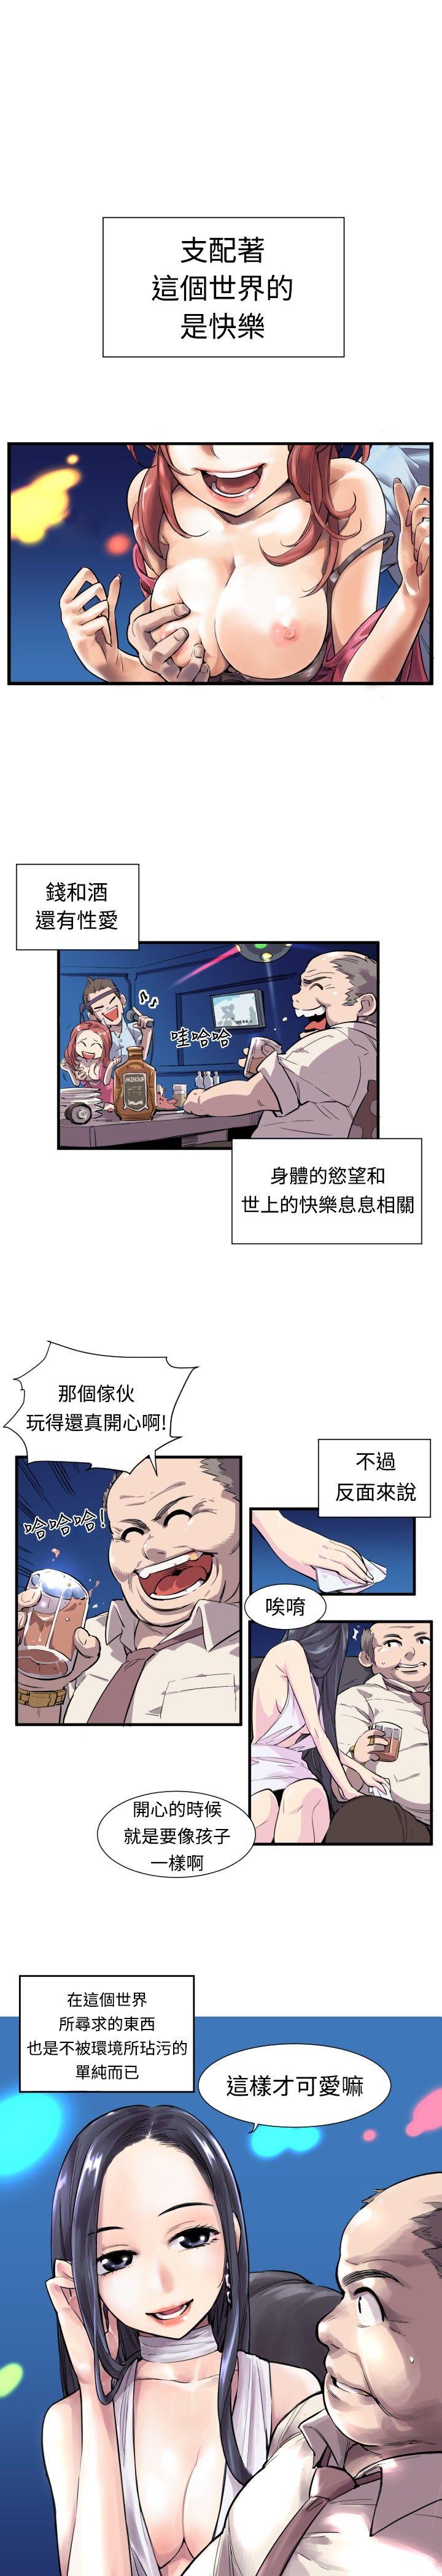 支配著
這個世界的
是快樂
錢和酒
還有性愛
哇哈哈
身體的慾望和
世上的快樂息息相關
那個傢伙
玩得還真開心啊!
哈哈哈!
不過
反面來說
唉唷
開心的時候
就是要像孩子
一樣啊
在這個世界
所尋求的東西
也是不被環境所玷污的
單純而已
這樣才可愛嘛